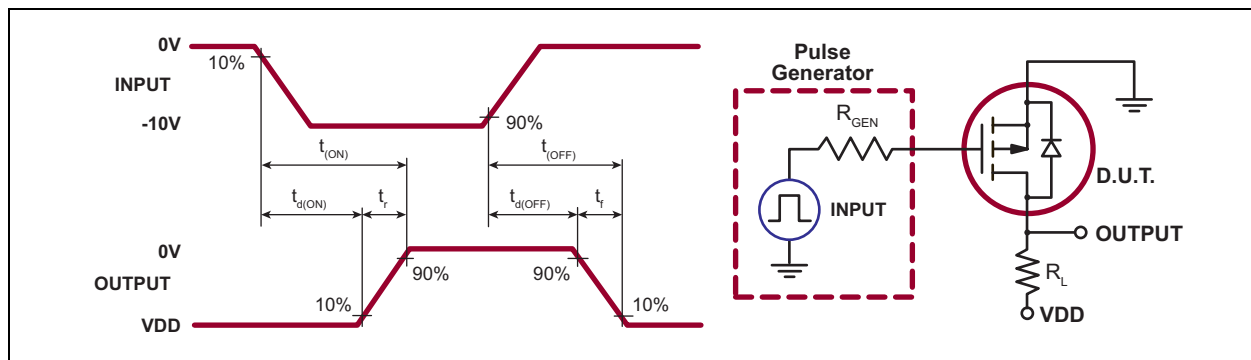 0V
10%
INPUT
-10V
90%
t(ON)
t(OFF)
td(ON)
tr
td(OFF)
tf
0V
OUTPUT
VDD
10%
90%
90%
10%
Pulse
Generator
RGEN
INPUT
D.U.T.
OUTPUT
RL
VDD